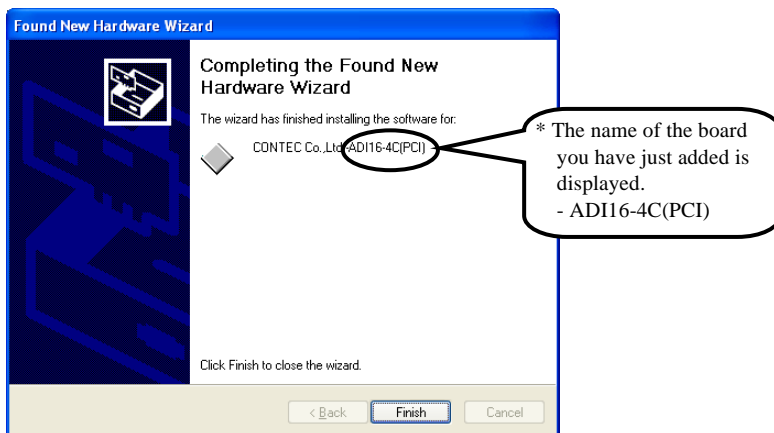 Found New Hardware Wizard
Completing the Found New
Hardware Wizard
The wizard has finished installing the software for:
CONTEC Co.,Ltd-ADI16-4C(PCI)
* The name of the board
you have just added is
displayed.
- ADI16-4C(PCI)
Click Finish to close the wizard.
< Back
Finish
Cancel